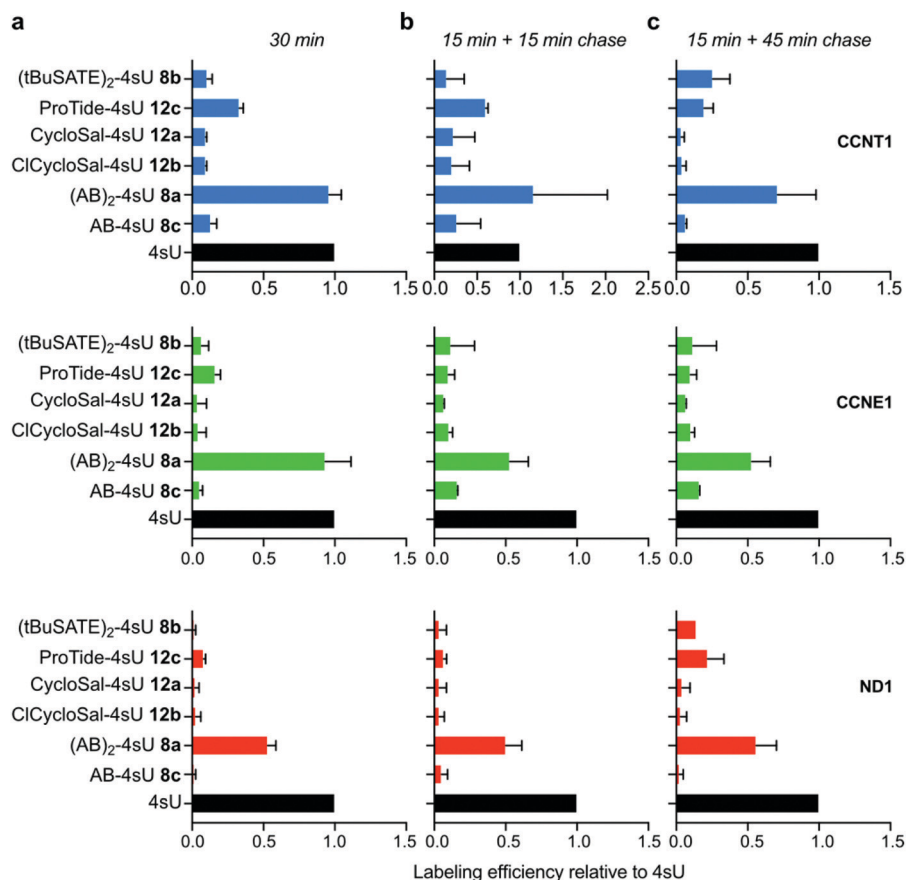 a b c
30 min 15 min + 15 min chase 15 min + 45 min chase
(tBuSATE)2-4sU 8b
ProTide-4sU 12c
CycloSal-4sU 12a
ClCycloSal-4sU 12b
(AB)2-4sU 8a
AB-4sU 8c
4sU
CCNT1
0.0 0.5 1.0 1.5 0.0 0.5 1.0 1.5 2.0 2.5 0.0 0.5 1.0 1.5
(tBuSATE)2-4sU 8b
ProTide-4sU 12c
CycloSal-4sU 12a
ClCycloSal-4sU 12b
(AB)2-4sU 8a
AB-4sU 8c
4sU
CCNE1
0.0 0.5 1.0 1.5 0.0 0.5 1.0 1.5 0.0 0.5 1.0 1.5
(tBuSATE)2-4sU 8b
ProTide-4sU 12c
CycloSal-4sU 12a
ClCycloSal-4sU 12b
(AB)2-4sU 8a
AB-4sU 8c
4sU
ND1
0.0 0.5 1.0 1.5 0.0 0.5 1.0 1.5 0.0 0.5 1.0 1.5
Labeling efficiency relative to 4sU